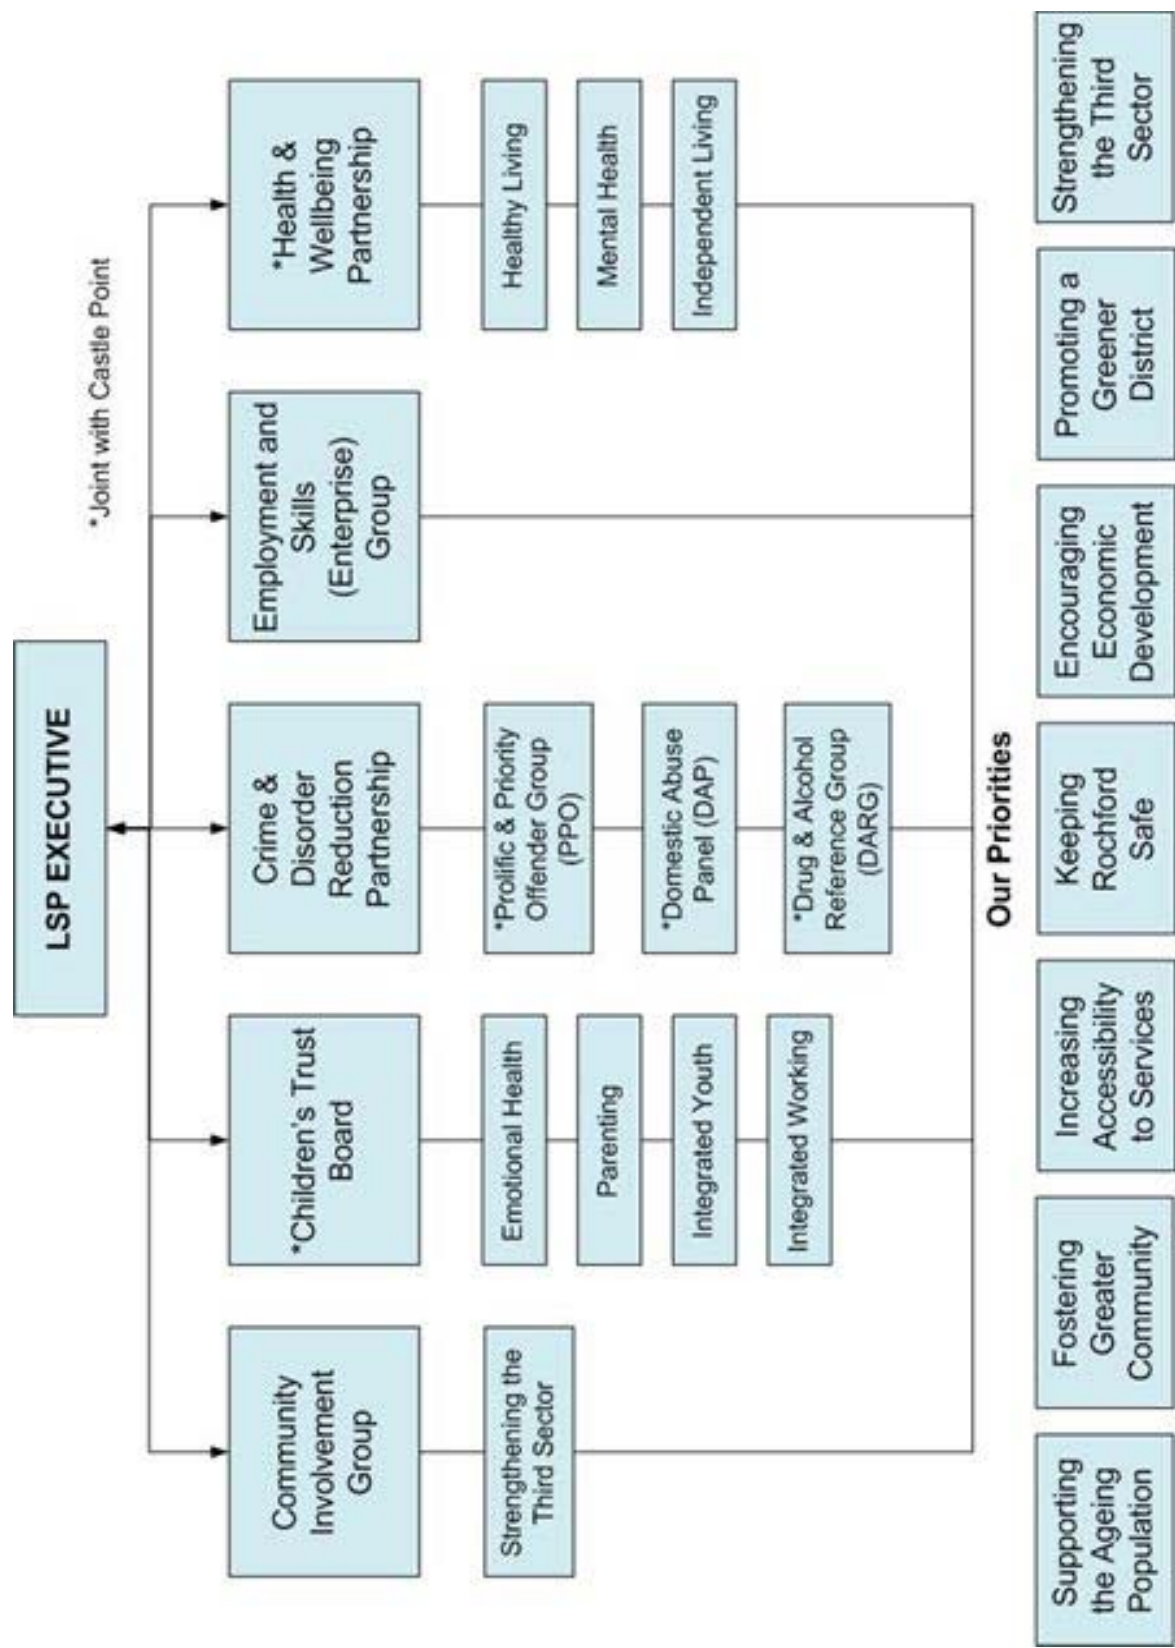 LSP EXECUTIVE
*Joint with Castle Point
Community
Involvement
Group
*Children's Trust
Board
Crime &
Disorder
Reduction
Partnership
Employment and
Skills
(Enterprise)
Group
*Health &
Wellbeing
Partnership
Strengthening the
Third Sector
Emotional Health
Parenting
Integrated Youth
Integrated Working
*Prolific & Priority
Offender Group
(PPO)
*Domestic Abuse
Panel (DAP)
*Drug & Alcohol
Reference Group
(DARG)
Healthy Living
Mental Health
Independent Living
Our Priorities
Supporting
the Ageing
Population
Fostering
Greater
Community
Increasing
Accessibility
to Services
Keeping
Rochford
Safe
Encouraging
Economic
Development
Promoting a
Greener
District
Strengthening
the Third
Sector